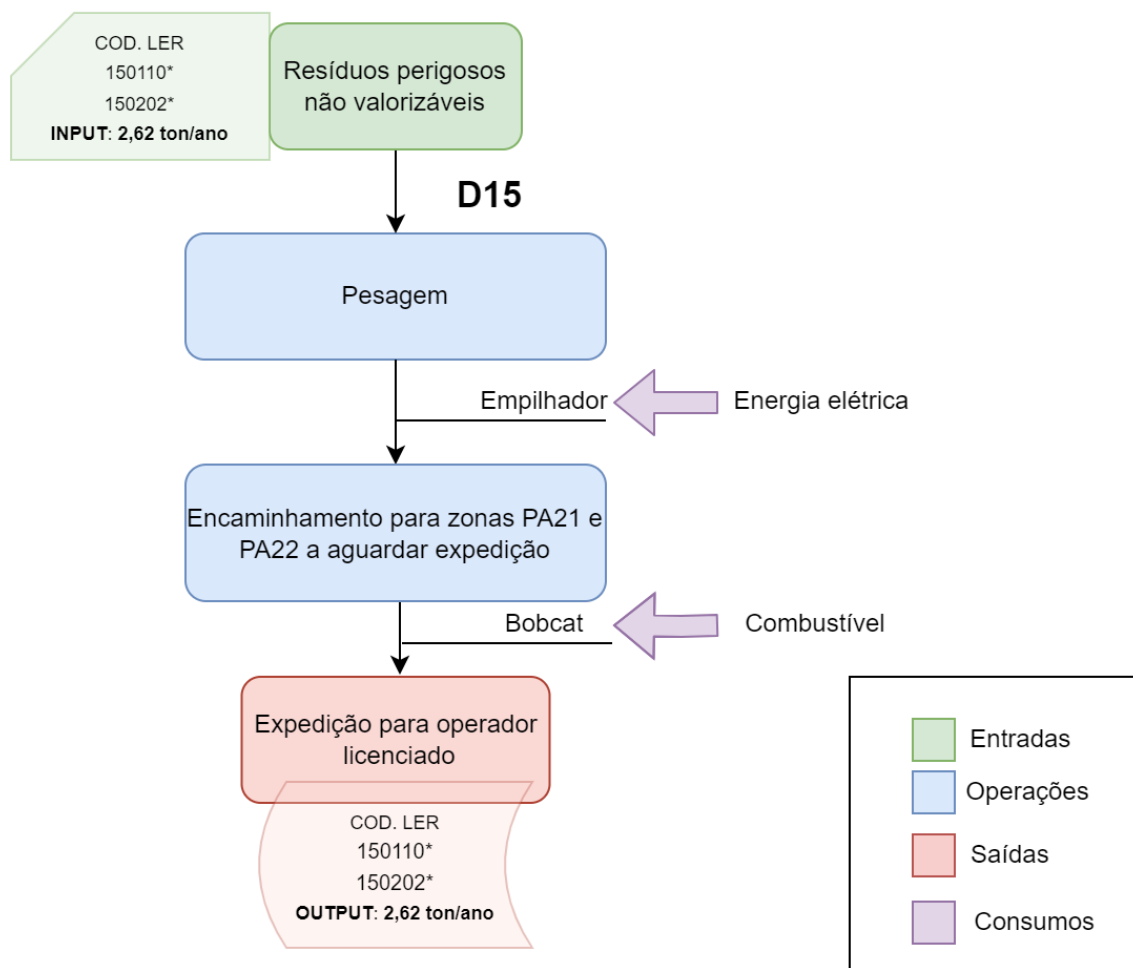 COD. LER
150110*
150202*
INPUT: 2,62 ton/ano
Resíduos perigosos
não valorizáveis
D15
Pesagem
Empilhador
Energia elétrica
Encaminhamento para zonas PA21 e
PA22 a aguardar expedição
Bobcat
Combustível
Expedição para operador
licenciado
COD. LER
150110*
150202*
OUTPUT: 2,62 ton/ano
Entradas
Operações
Saídas
Consumos